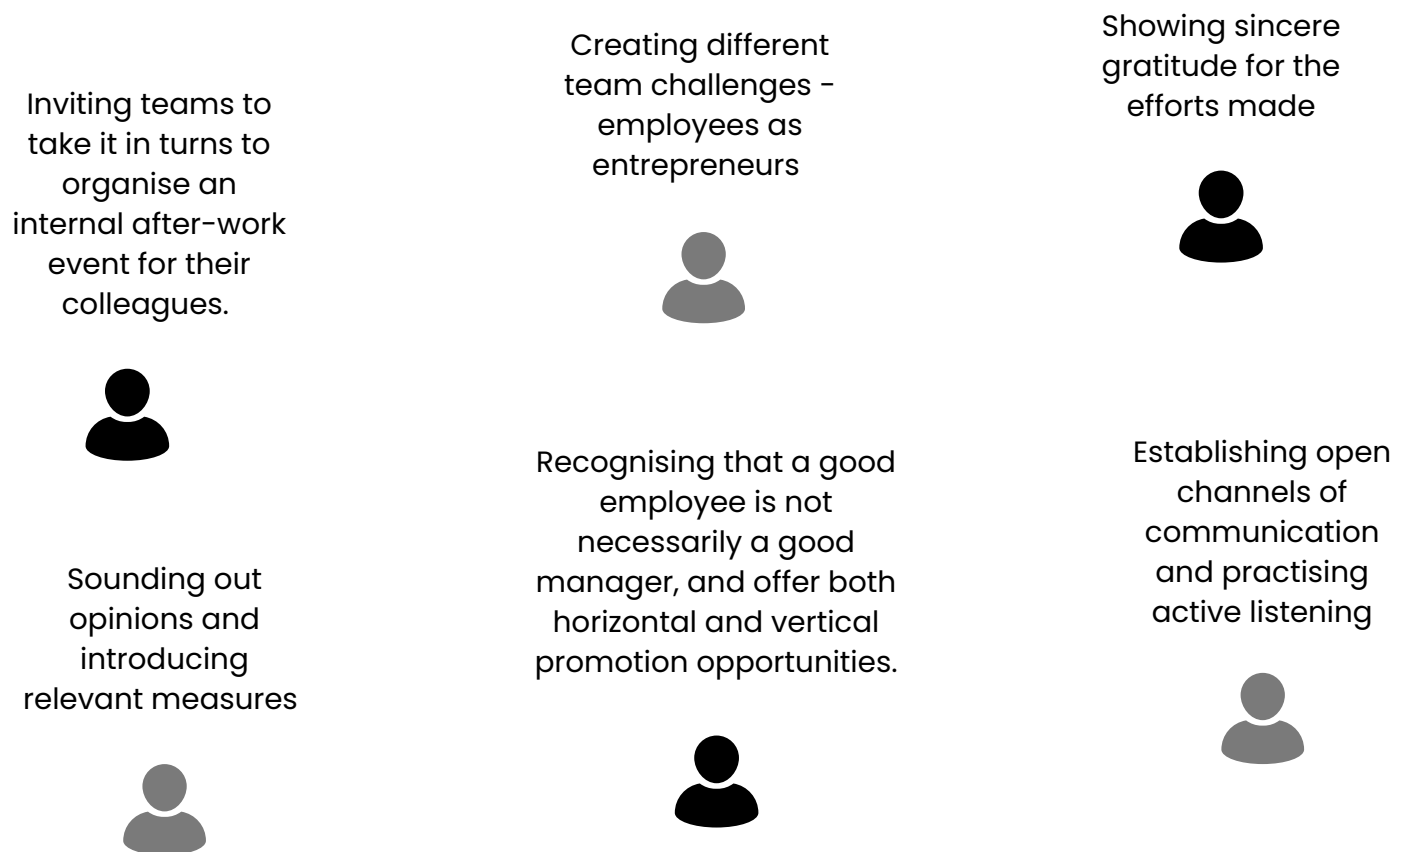 Inviting teams to
take it in turns to
organise an
internal after-work
event for their
colleagues.
Creating different
team challenges -
employees as
entrepreneurs
Showing sincere
gratitude for the
efforts made
Sounding out
opinions and
introducing
relevant measures
Recognising that a good
employee is not
necessarily a good
manager, and offer both
horizontal and vertical
promotion opportunities.
Establishing open
channels of
communication
and practising
active listening